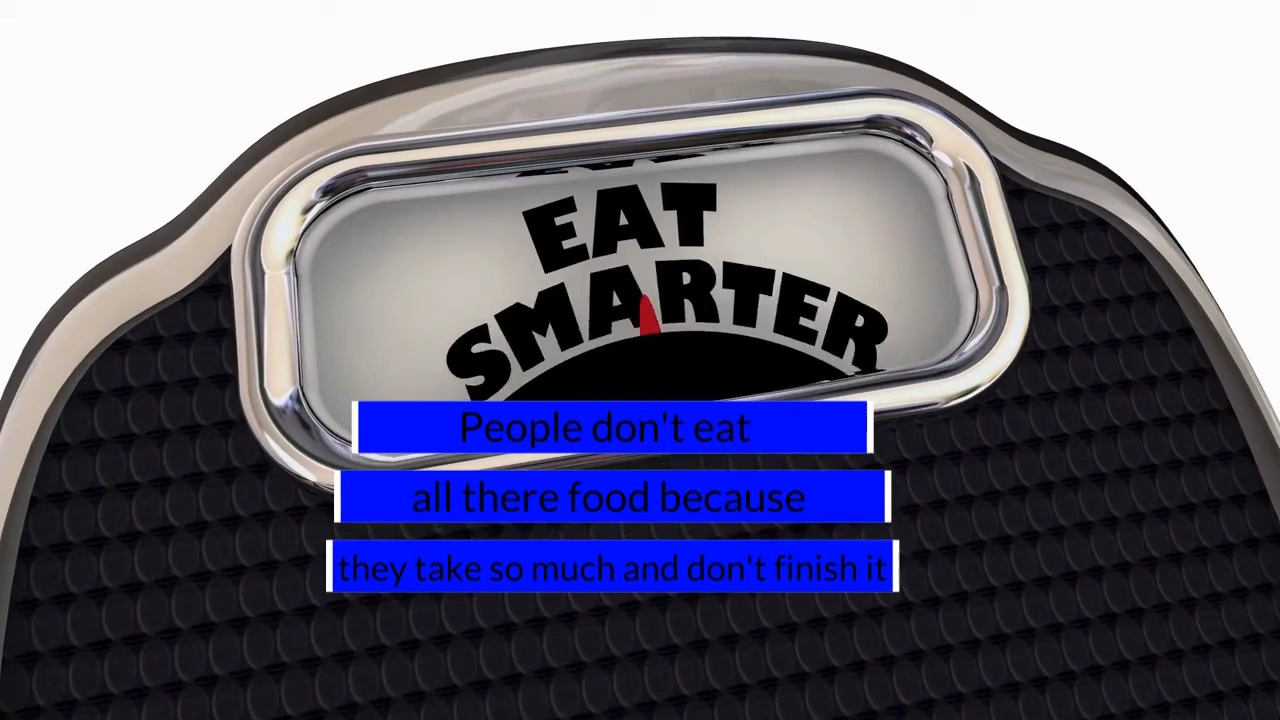 EAT
SMARTER
People don't eat
all there food because
they take so much and don't finish it